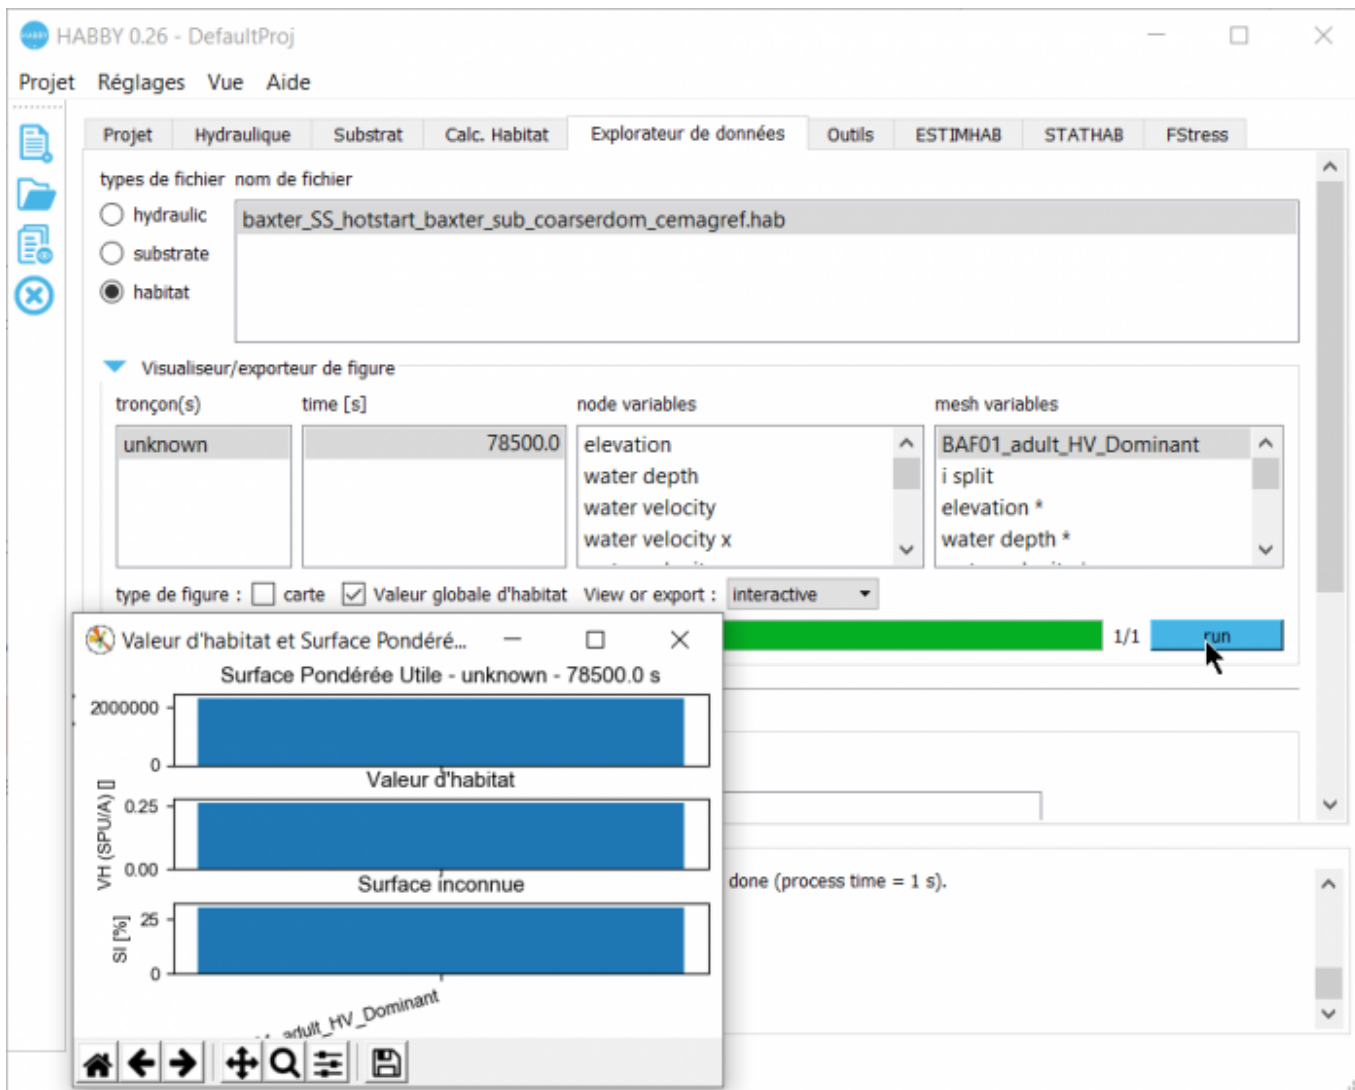 HABBY 0.26 - DefaultProj
Projet Réglages Vue Aide
Projet Hydraulique Substrat Calc. Habitat Explorateur de données Outils ESTIMHAB STATHAB FStress
types de fichier nom de fichier
hydraulic baxter_SS_hotstart_baxter_sub_coarserdom_cemagref.hab
substrate
habitat
Visualiseur/exporteur de figure
tronçon(s) time [s] node variables mesh variables
unknown 78500.0 elevation BAF01_adult_HV_Dominant
water depth i split
water velocity elevation *
water velocity x water depth *
type de figure : carte Valeur globale d'habitat View or export : interactive
1/1 run
Valeur d'habitat et Surface Pondéré...
Surface Pondérée Utile - unknown - 78500.0 s
2000000
0
Valeur d'habitat
VH (SPU/A) []
0.25
0.00
Surface inconnue
SI [%]
25
0
_adult_HV_Dominant
done (process time = 1 s).